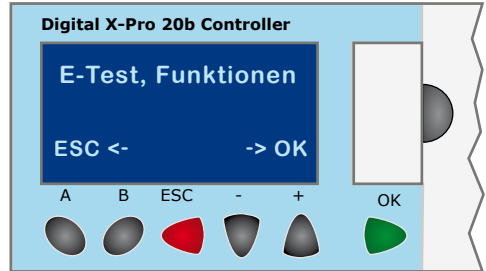 Digital X-Pro 20b Controller
E-Test, Funktionen
ESC <- -> OK
A B ESC - + OK